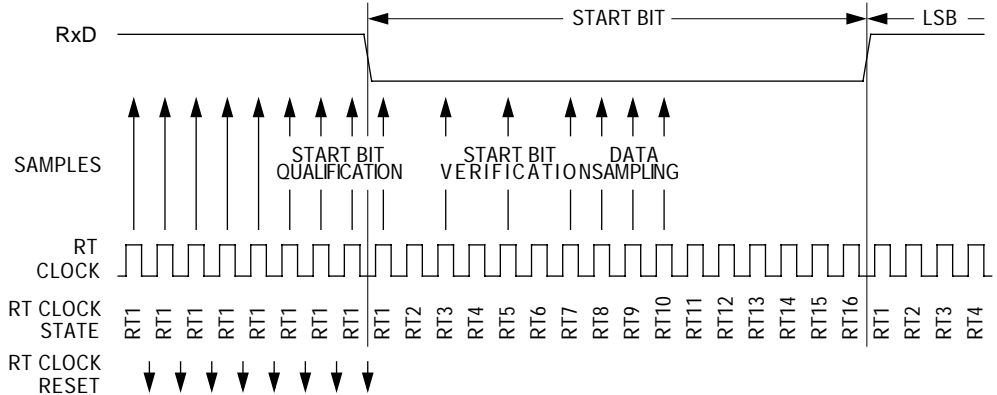 START BIT LSB
RxD
SAMPLES
START BIT START BIT DATA
QUALIFICATION VERIFICATION SAMPLING
RT
CLOCK
RT CLOCK
STATE
RT1 RT1 RT1 RT1 RT1 RT1 RT1 RT1 RT1 RT2 RT3 RT4 RT5 RT6 RT7 RT8 RT9 RT10 RT11 RT12 RT13 RT14 RT15 RT16 RT1 RT2 RT3 RT4
RT CLOCK
RESET